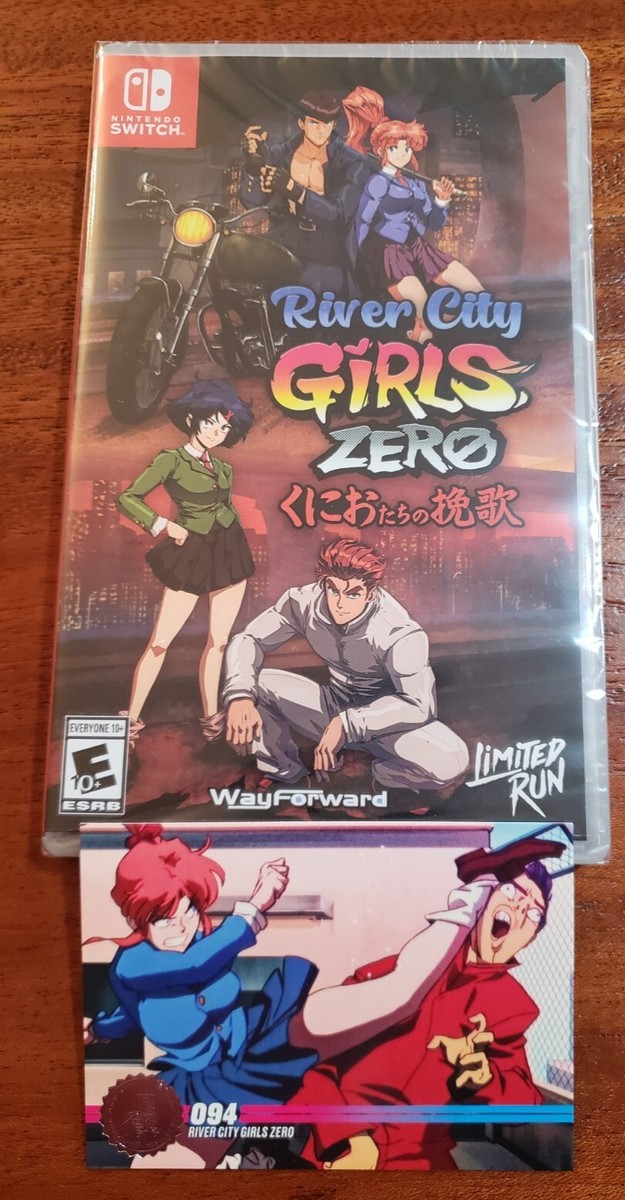 NINTENDO
SWITCH
River City
GiRLS
ZERO
くにおたちの挽歌
EVERYONE 10+
E
10+
ESRB
WayForward
LiMiTED
RUN
094
RIVER CITY GIRLS ZERO